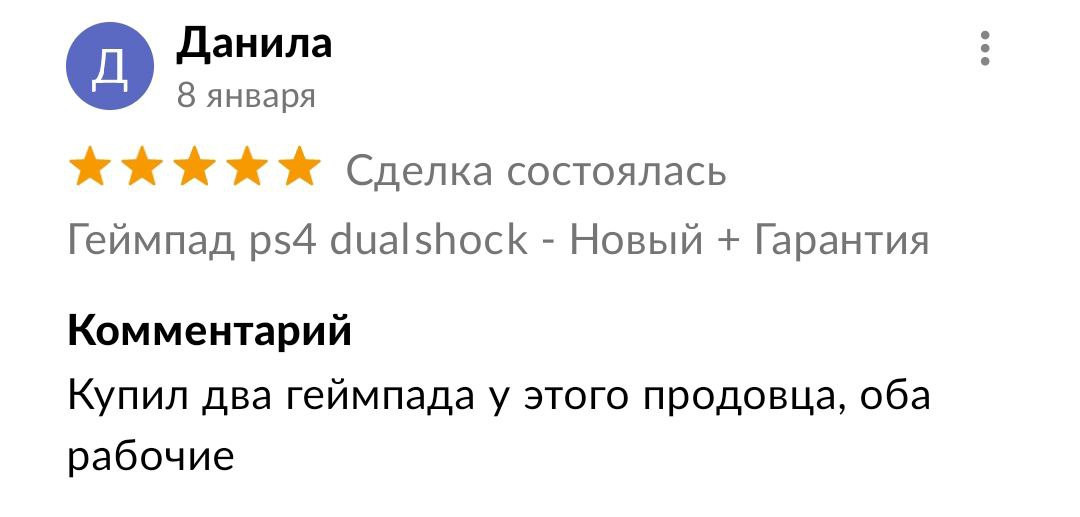 Д
Данила
8 января
Сделка состоялась
Геймпад ps4 dualshock - Новый + Гарантия
Комментарий
Купил два геймпада у этого продовца, оба
рабочие